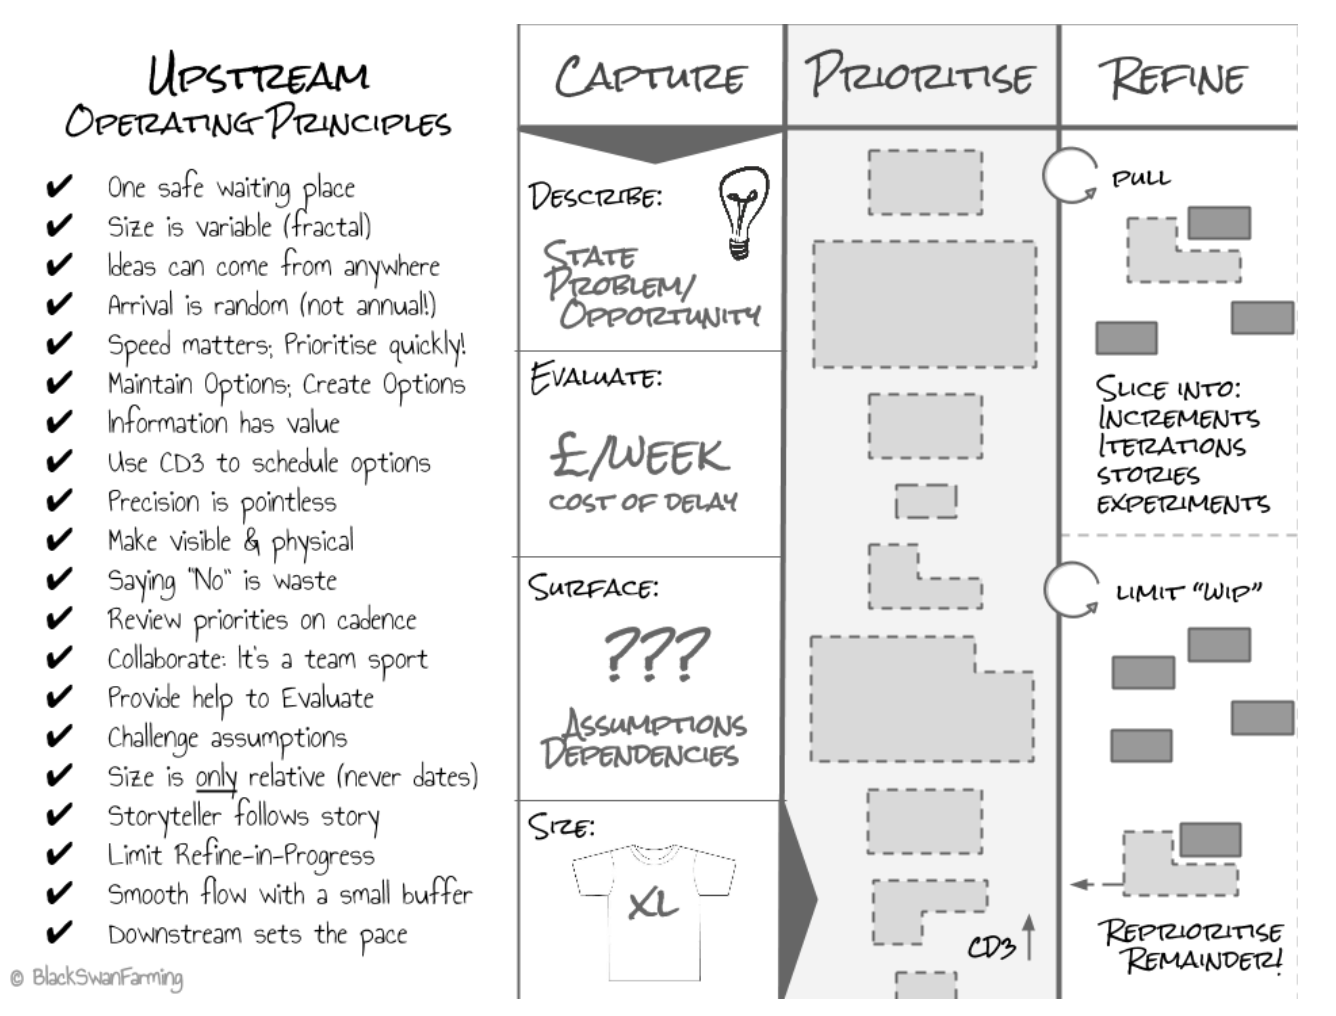 Upstream
Operating Principles
✔ One safe waiting place
✔ Size is variable (fractal)
✔ Ideas can come from anywhere
✔ Arrival is random (not annual!)
✔ Speed matters; Prioritise quickly!
✔ Maintain Options; Create Options
✔ Information has value
✔ Use CD3 to schedule options
✔ Precision is pointless
✔ Make visible & physical
✔ Saying "No" is waste
✔ Review priorities on cadence
✔ Collaborate: It's a team sport
✔ Provide help to Evaluate
✔ Challenge assumptions
✔ Size is only relative (never dates)
✔ Storyteller follows story
✔ Limit Refine-in-Progress
✔ Smooth flow with a small buffer
✔ Downstream sets the pace
© BlackSwanFarming
Capture
Describe:
State
Problem/
Opportunity
Evaluate:
£/week
cost of delay
Surface:
???
Assumptions
Dependencies
Size:
XL
Prioritise
CD3
Refine
pull
Slice into:
Increments
Iterations
stories
experiments
limit "wip"
Reprioritise
Remainder!